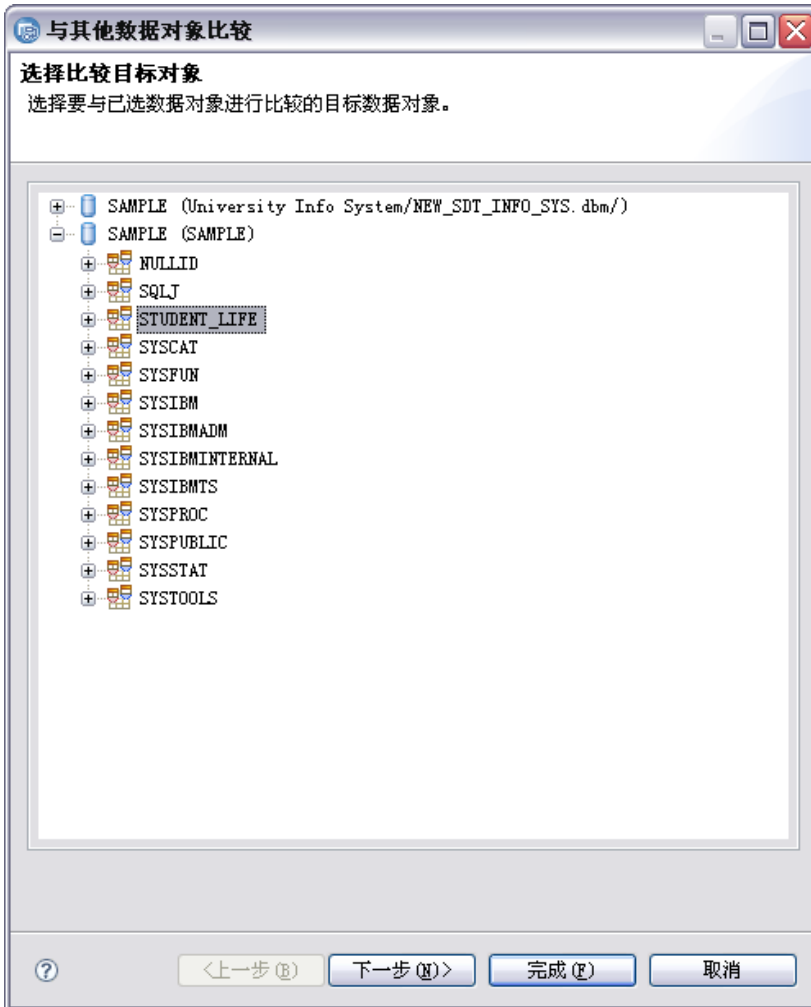 与其他数据对象比较
选择比较目标对象
选择要与已选数据对象进行比较的目标数据对象。
SAMPLE (University Info System/NEW_SDT_INFO_SYS.dbm/)
SAMPLE (SAMPLE)
NULLID
SQLJ
STUDENT_LIFE
SYSCAT
SYSFUN
SYSIBM
SYSIBMADM
SYSIBMINTERNAL
SYSIBMTS
SYSPROC
SYSPUBLIC
SYSSTAT
SYSTOOLS
? <上一步(B) 下一步(N)> 完成(F) 取消